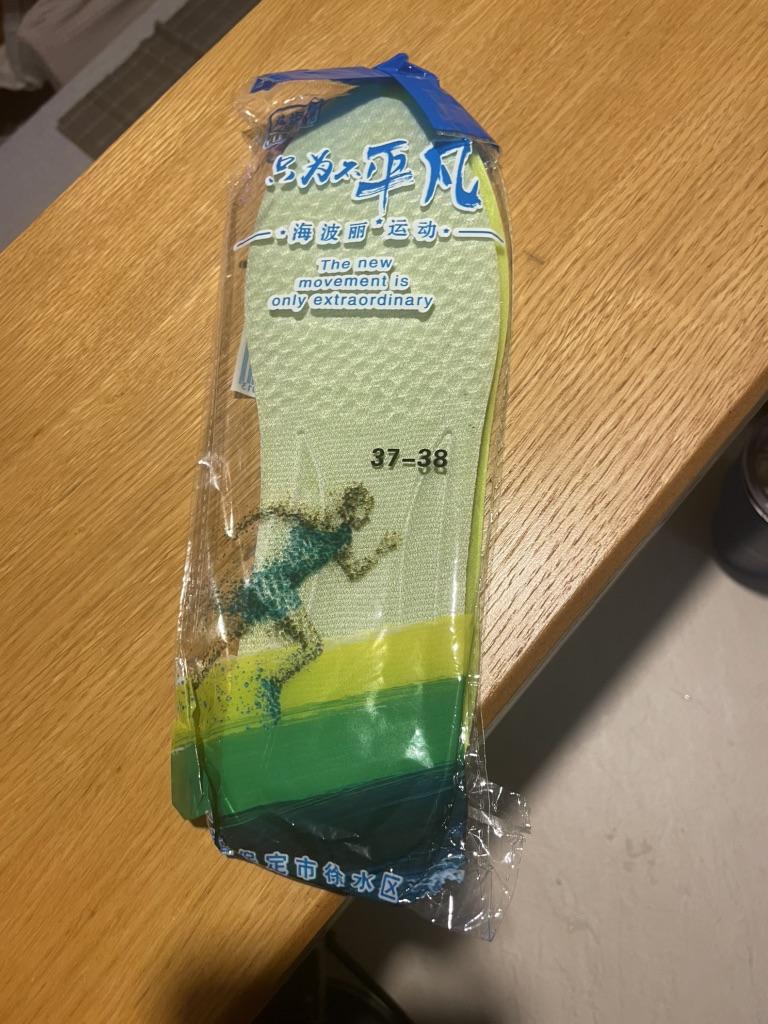 只为不平凡
海波丽 运动
The new
movement is
only extraordinary
37-38
保定市徐水区